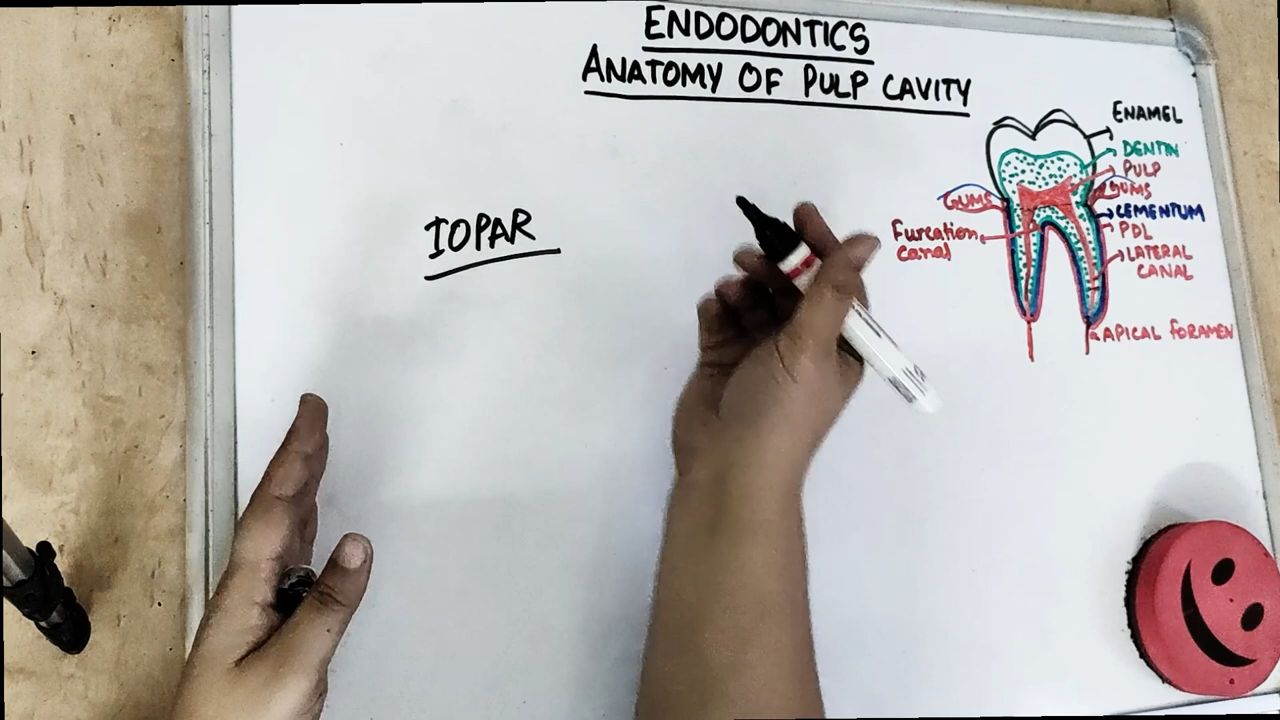 ENDODONTICS
ANATOMY OF PULP CAVITY
IOPAR
ENAMEL
DENTIN
PULP
GUMS
GUMS
CEMENTUM
Furcation
canal
PDL
LATERAL
CANAL
APICAL FORAMEN